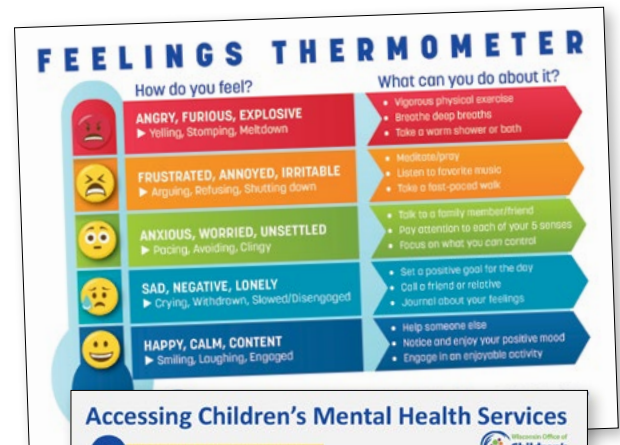 FEELINGS THERMOMETER
How do you feel?
What can you do about it?
ANGRY, FURIOUS, EXPLOSIVE
▶ Yelling, Stomping, Meltdown
• Vigorous physical exercise
• Breathe deep breaths
• Take a warm shower or bath
FRUSTRATED, ANNOYED, IRRITABLE
▶ Arguing, Refusing, Shutting down
• Meditate/pray
• Listen to favorite music
• Take a fast-paced walk
ANXIOUS, WORRIED, UNSETTLED
▶ Pacing, Avoiding, Clingy
• Talk to a family member/friend
• Pay attention to each of your 5 senses
• Focus on what you can control
SAD, NEGATIVE, LONELY
▶ Crying, Withdrawn, Slowed/Disengaged
• Set a positive goal for the day
• Call a friend or relative
• Journal about your feelings
HAPPY, CALM, CONTENT
▶ Smiling, Laughing, Engaged
• Help someone else
• Notice and enjoy your positive mood
• Engage in an enjoyable activity
Accessing Children's Mental Health Services
Wisconsin Office of